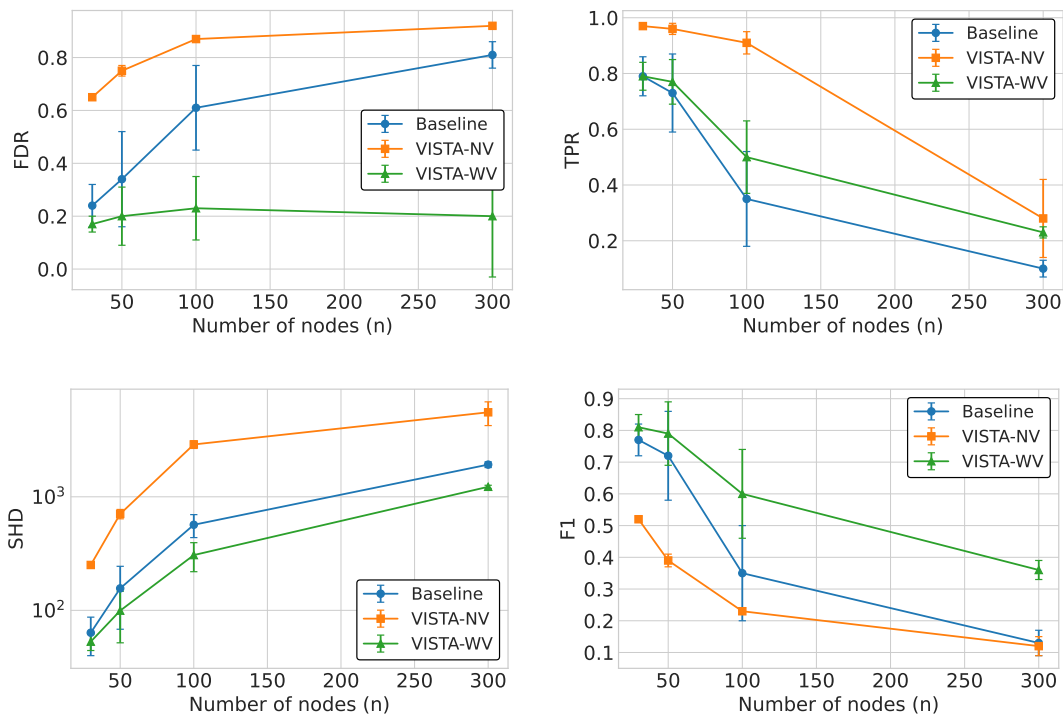 FDR
0.8
0.6
0.4
0.2
0.0
50 100 150 200 250 300
Number of nodes (n)
Baseline
VISTA-NV
VISTA-WV
TPR
1.0
0.8
0.6
0.4
0.2
50 100 150 200 250 300
Number of nodes (n)
Baseline
VISTA-NV
VISTA-WV
SHD
10³
10²
50 100 150 200 250 300
Number of nodes (n)
Baseline
VISTA-NV
VISTA-WV
F1
0.9
0.8
0.7
0.6
0.5
0.4
0.3
0.2
0.1
50 100 150 200 250 300
Number of nodes (n)
Baseline
VISTA-NV
VISTA-WV